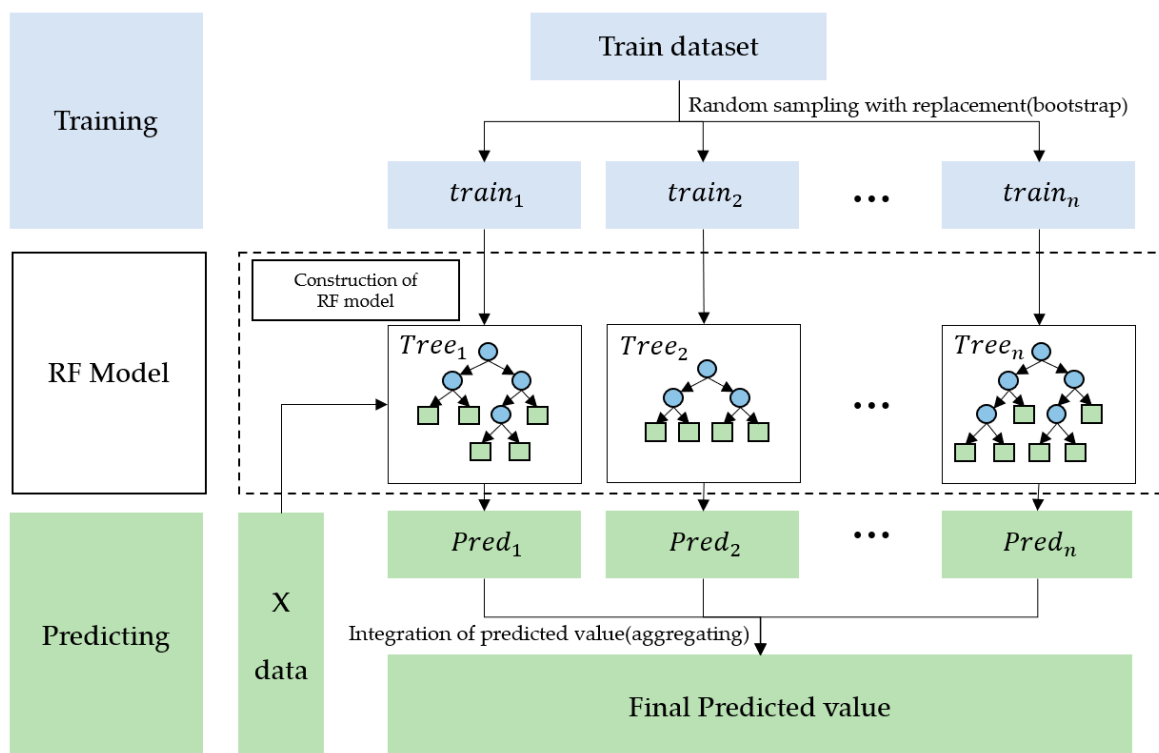 Train dataset
Training
Random sampling with replacement(bootstrap)
train₁
train₂
...
trainₙ
Construction of
RF model
RF Model
Tree₁
Tree₂
...
Treeₙ
Predicting
X
data
Pred₁
Pred₂
...
Predₙ
Integration of predicted value(aggregating)
Final Predicted value